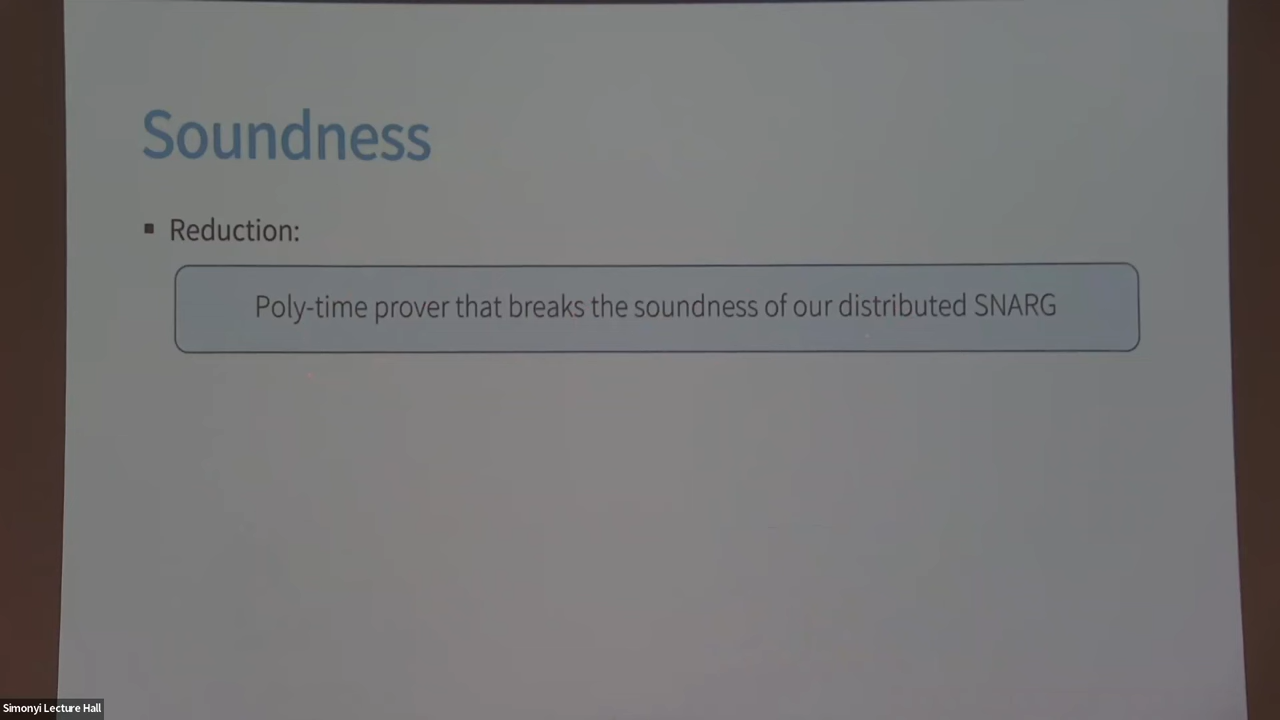 Soundness
▪ Reduction:
Poly-time prover that breaks the soundness of our distributed SNARG
Simonyi Lecture Hall